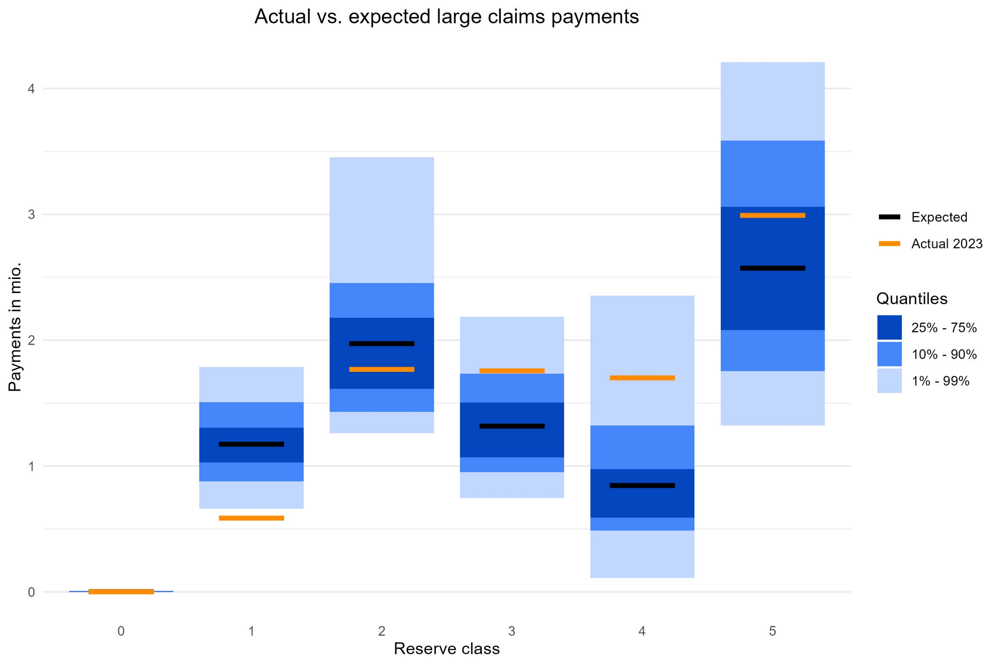 Actual vs. expected large claims payments
Payments in mio.
4
3
2
1
0
0 1 2 3 4 5
Reserve class
Expected
Actual 2023
Quantiles
25% - 75%
10% - 90%
1% - 99%